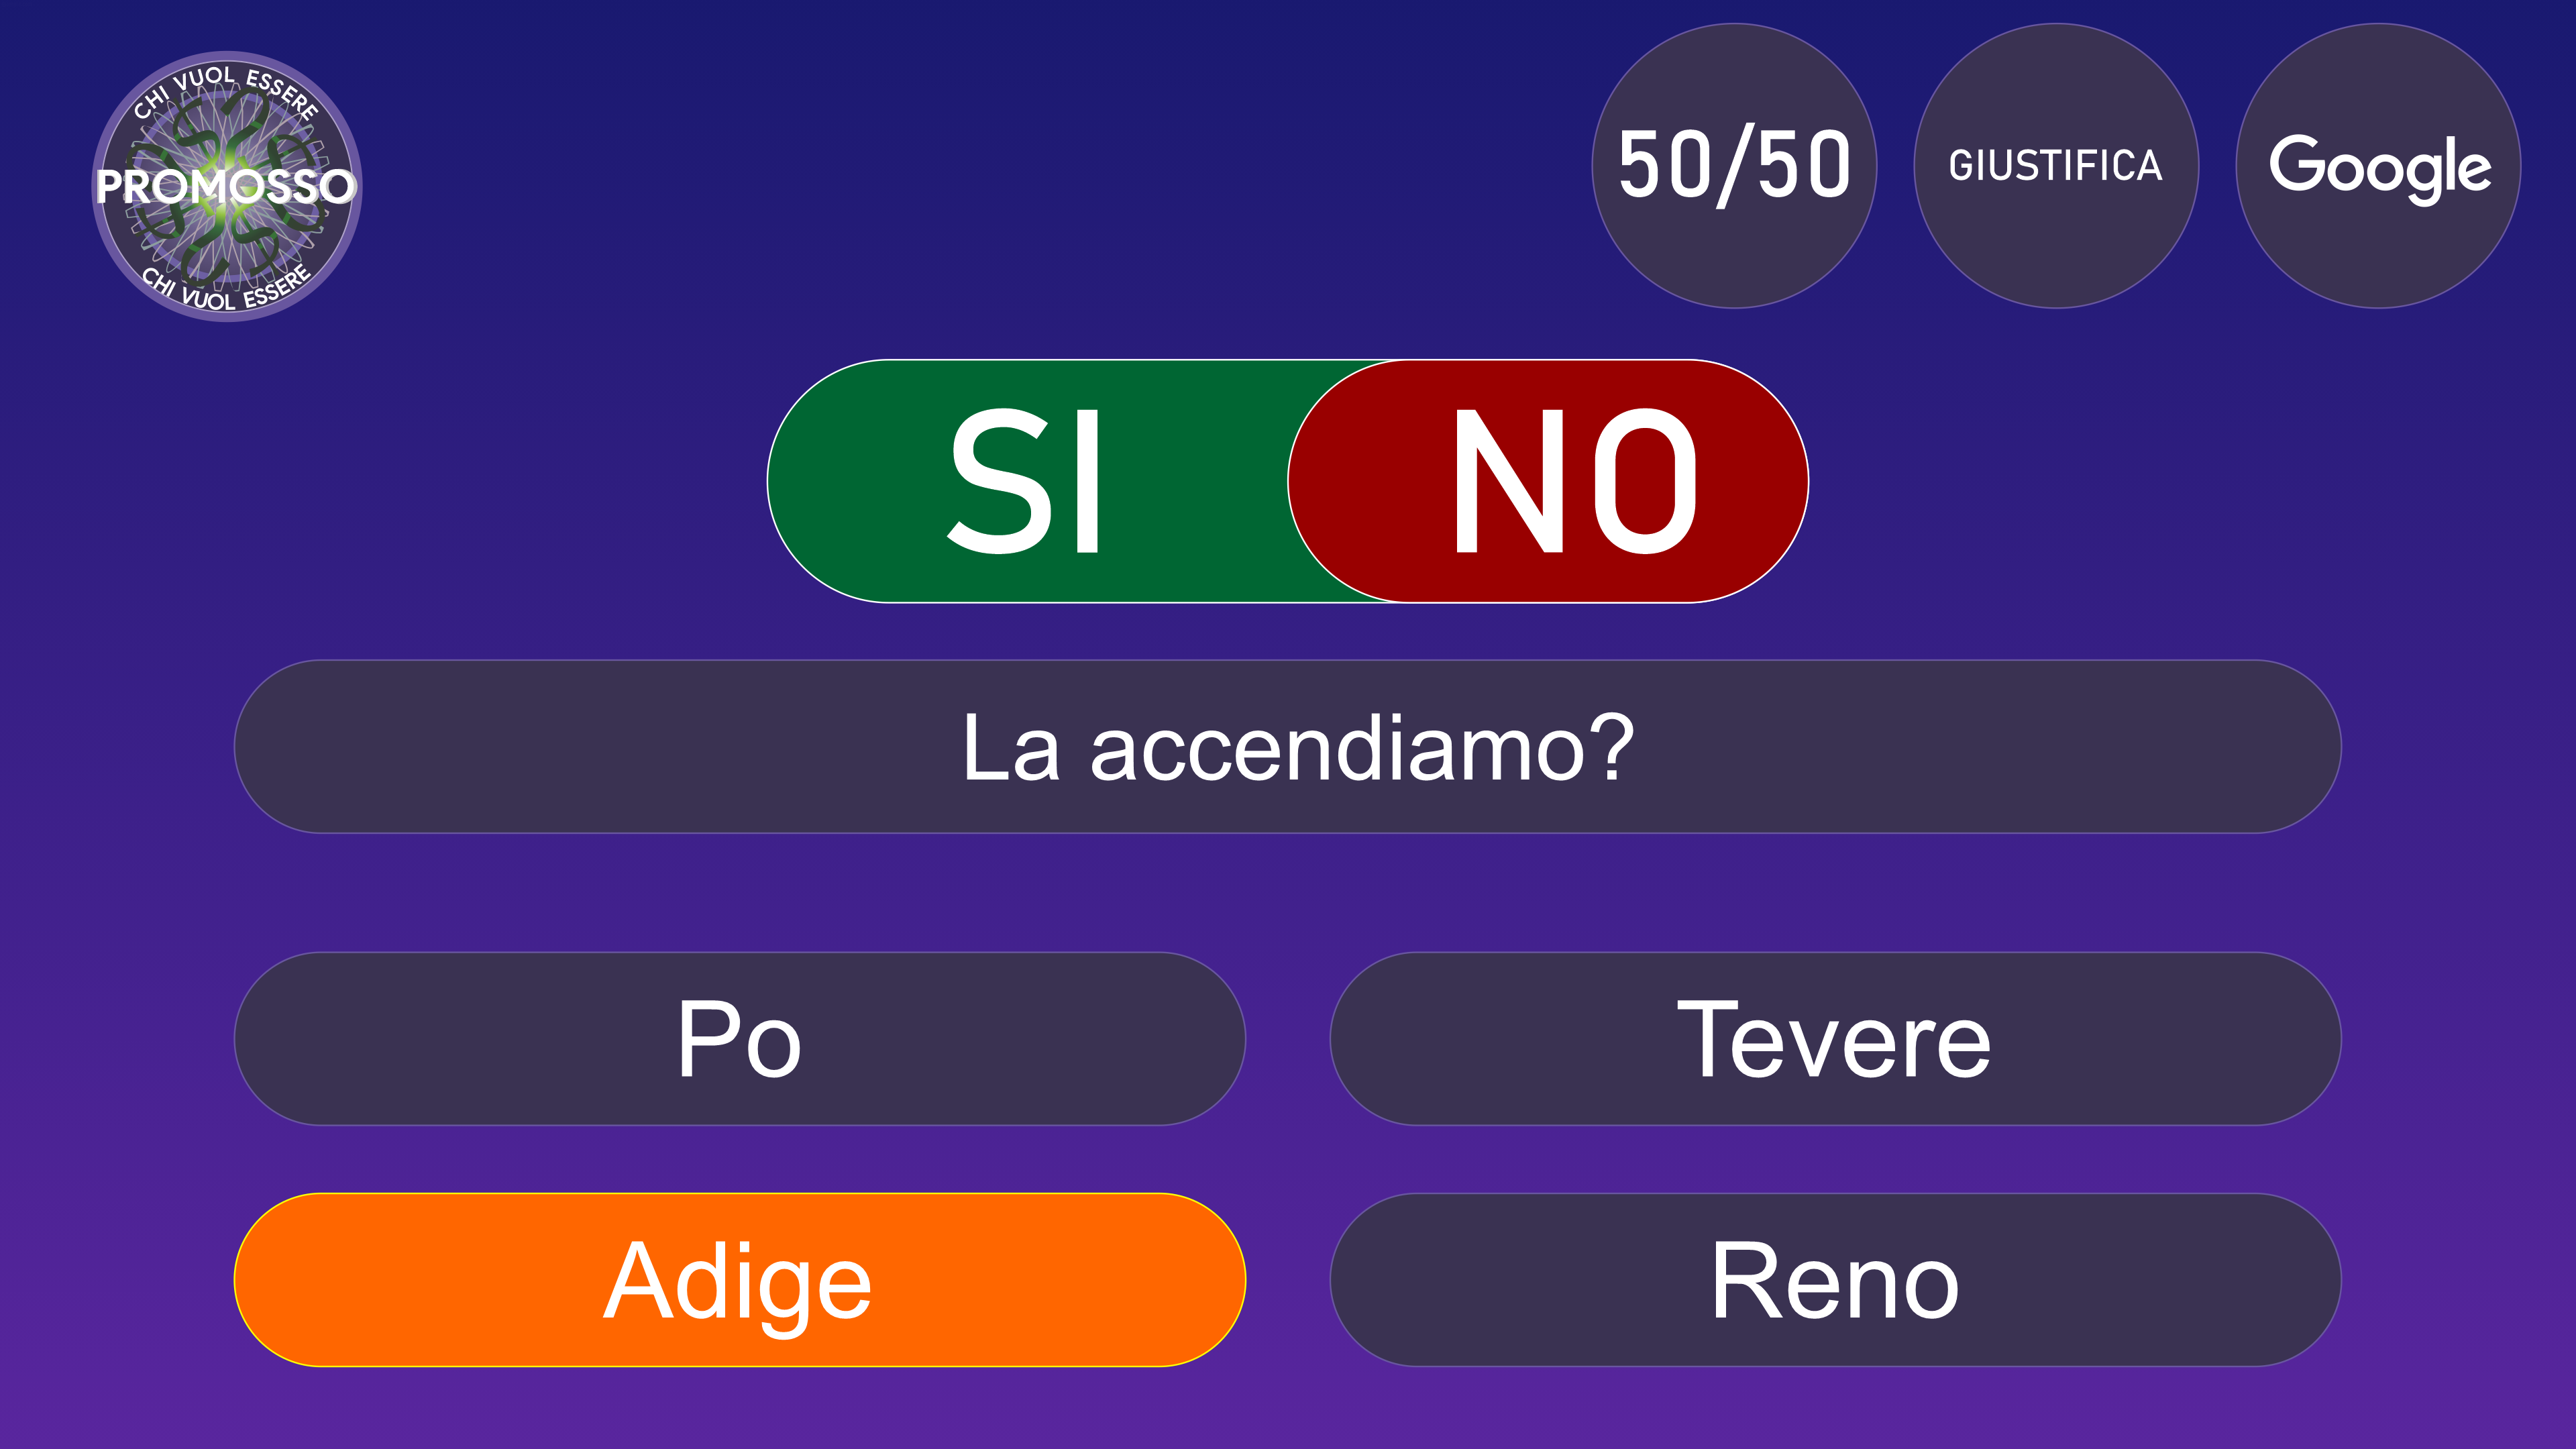 CHI VUOL ESSERE
PROMOSSO
CHI VUOL ESSERE
50/50
GIUSTIFICA
Google
SI
NO
La accendiamo?
Po
Tevere
Adige
Reno